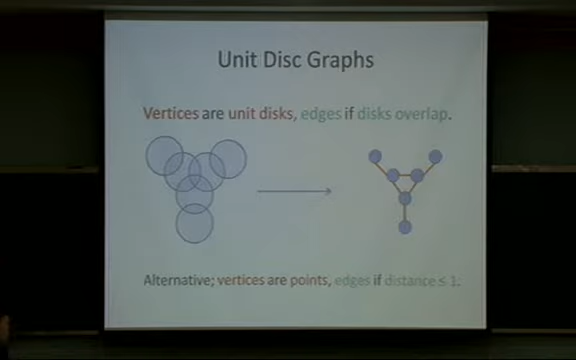 Unit Disc Graphs
Vertices are unit disks, edges if disks overlap.
Alternative; vertices are points, edges if distance ≤ 1.